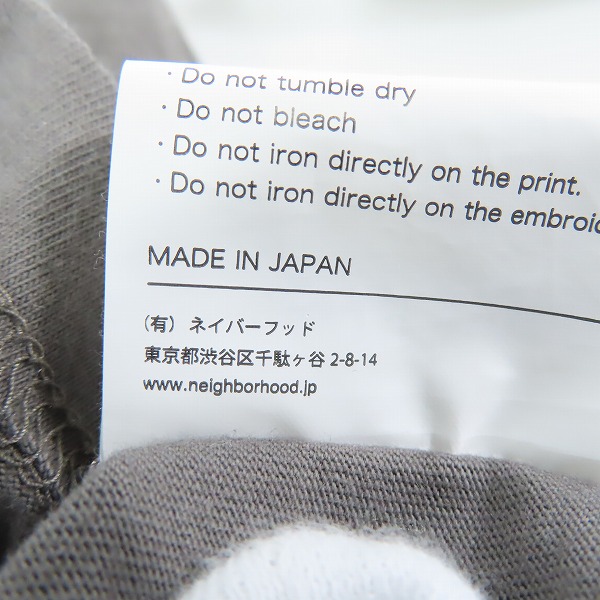 ・Do not tumble dry
・Do not bleach
・Do not iron directly on the print.
・Do not iron directly on the embroid
MADE IN JAPAN
(有) ネイバーフッド
東京都渋谷区千駄ヶ谷 2-8-14
www.neighborhood.jp